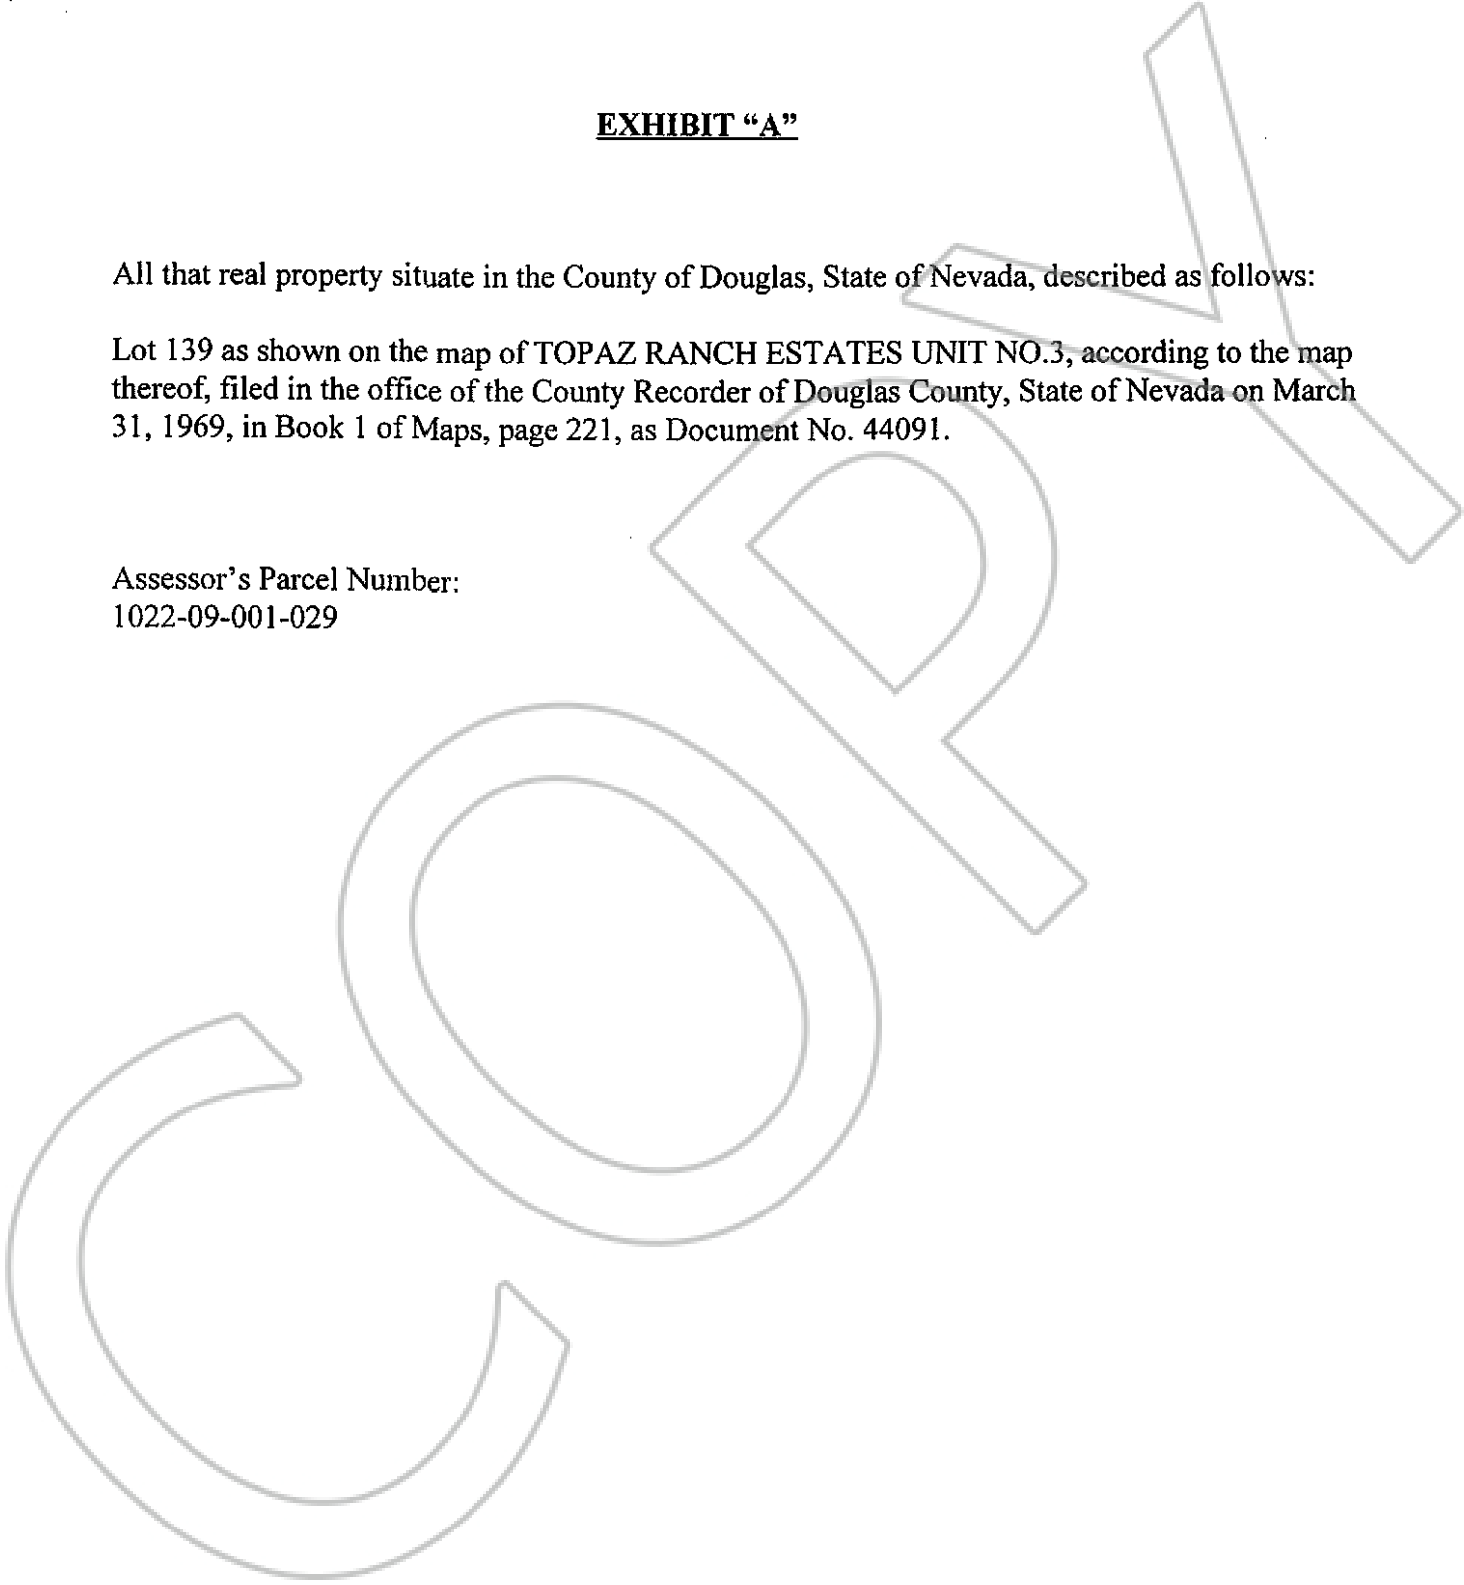 EXHIBIT “A”
All that real property situate in the County of Douglas, State of Nevada, described as follows:
Lot 139 as shown on the map of TOPAZ RANCH ESTATES UNIT NO.3, according to the map
thereof, filed in the office of the County Recorder of Douglas County, State of Nevada on March
31, 1969, in Book 1 of Maps, page 221, as Document No. 44091.
Assessor’s Parcel Number:
1022-09-001-029
COPY